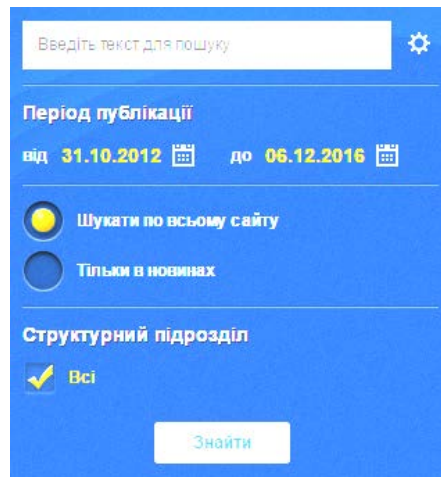 Введіть текст для пошуку
Період публікації
від 31.10.2012 до 06.12.2016
Шукати по всьому сайту
Тільки в новинах
Структурний підрозділ
Всі
Знайти